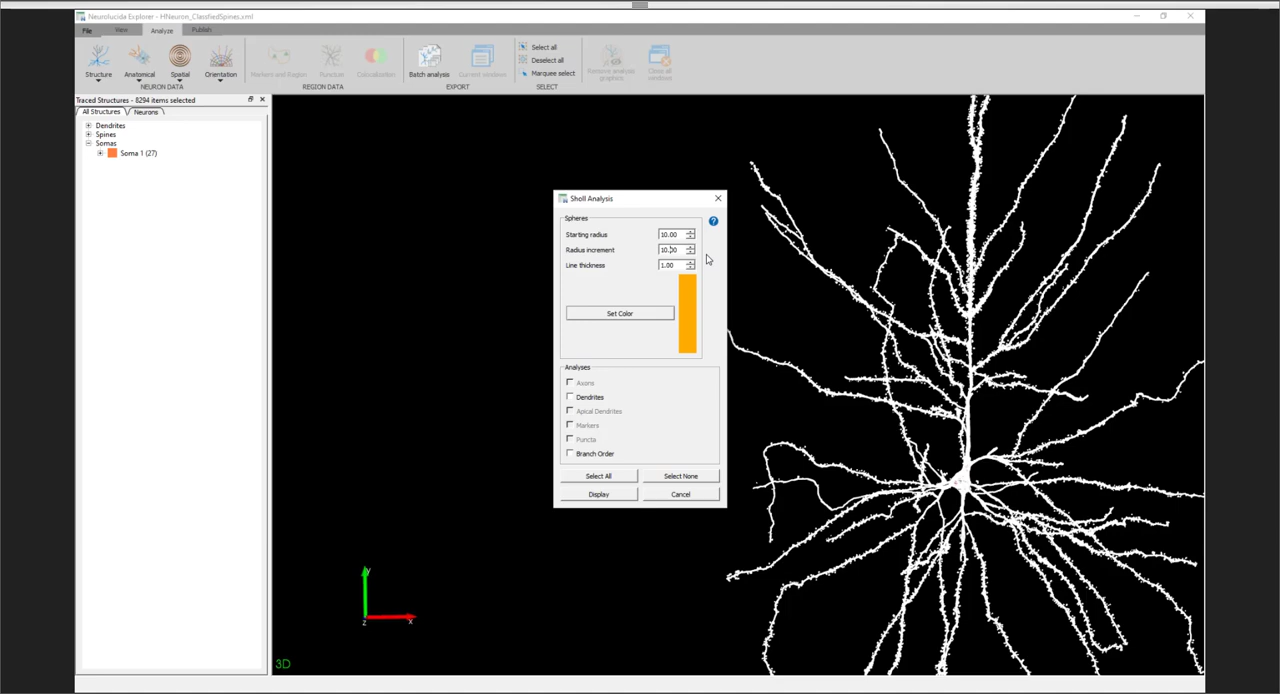 Neurolucida Explorer - HNeuron_ClassfiedSpines.xml
File View Analyze Publish
Structure Anatomical Spatial Orientation
NEURON DATA
Markers and Region Punctum Colocalization
REGION DATA
Batch analysis Current windows
EXPORT
Select all
Deselect all
Marquee select
SELECT
Remove analysis
graphics
Close all
windows
Traced Structures - 8294 items selected
All Structures Neurons
Dendrites
Spines
Somas
Soma 1 (27)
Sholl Analysis
Spheres
Starting radius 10.00
Radius increment 10.00
Line thickness 1.00
Set Color
Analyses
Axons
Dendrites
Apical Dendrites
Markers
Puncta
Branch Order
Select All Select None
Display Cancel
y
z x
3D